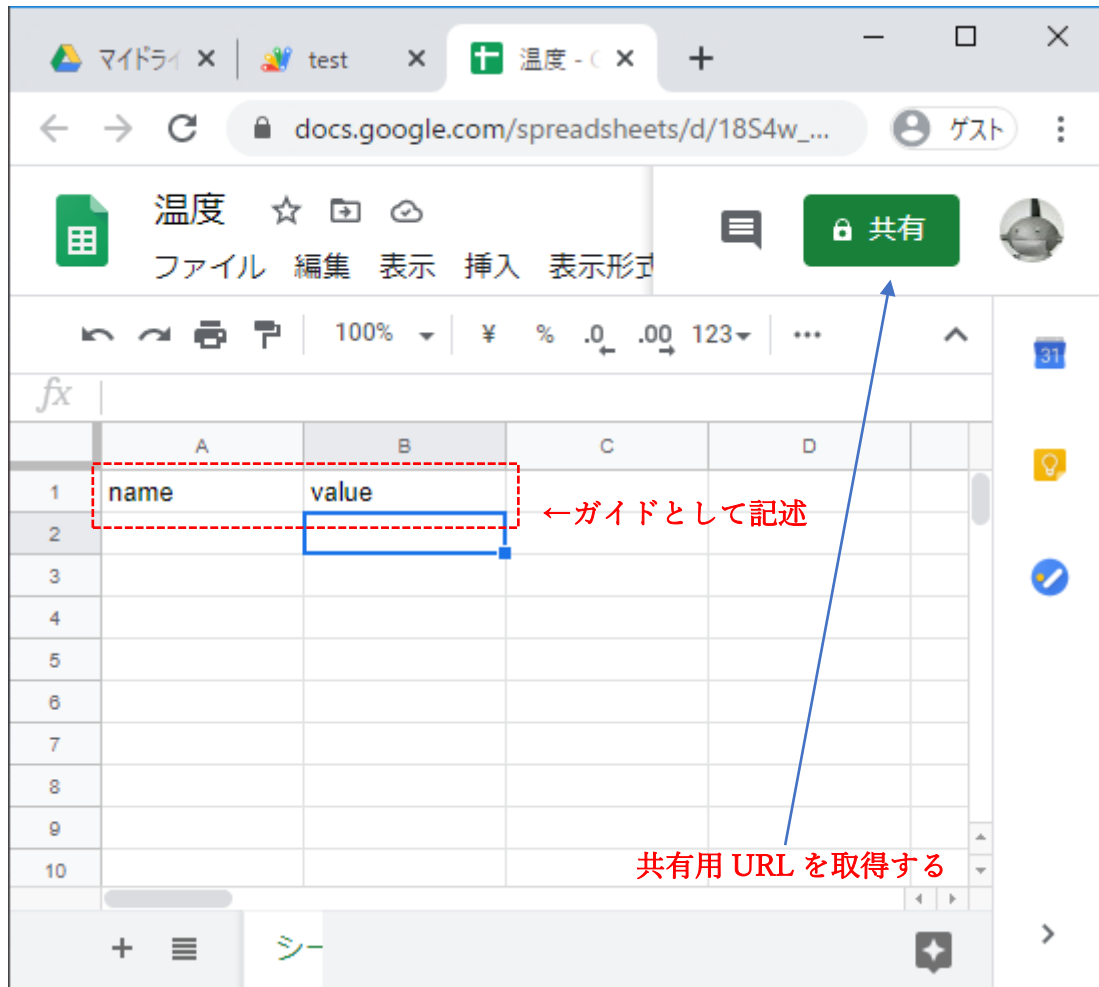 マイドライ test 温度 - G
docs.google.com/spreadsheets/d/18S4w_... ゲスト
温度 共有
ファイル 編集 表示 挿入 表示形式
100% ¥ % .0 .00 123 31
fx
A B C D
1 name value
←ガイドとして記述
2
3
4
5
6
7
8
9
共有用 URL を取得する
10
シー